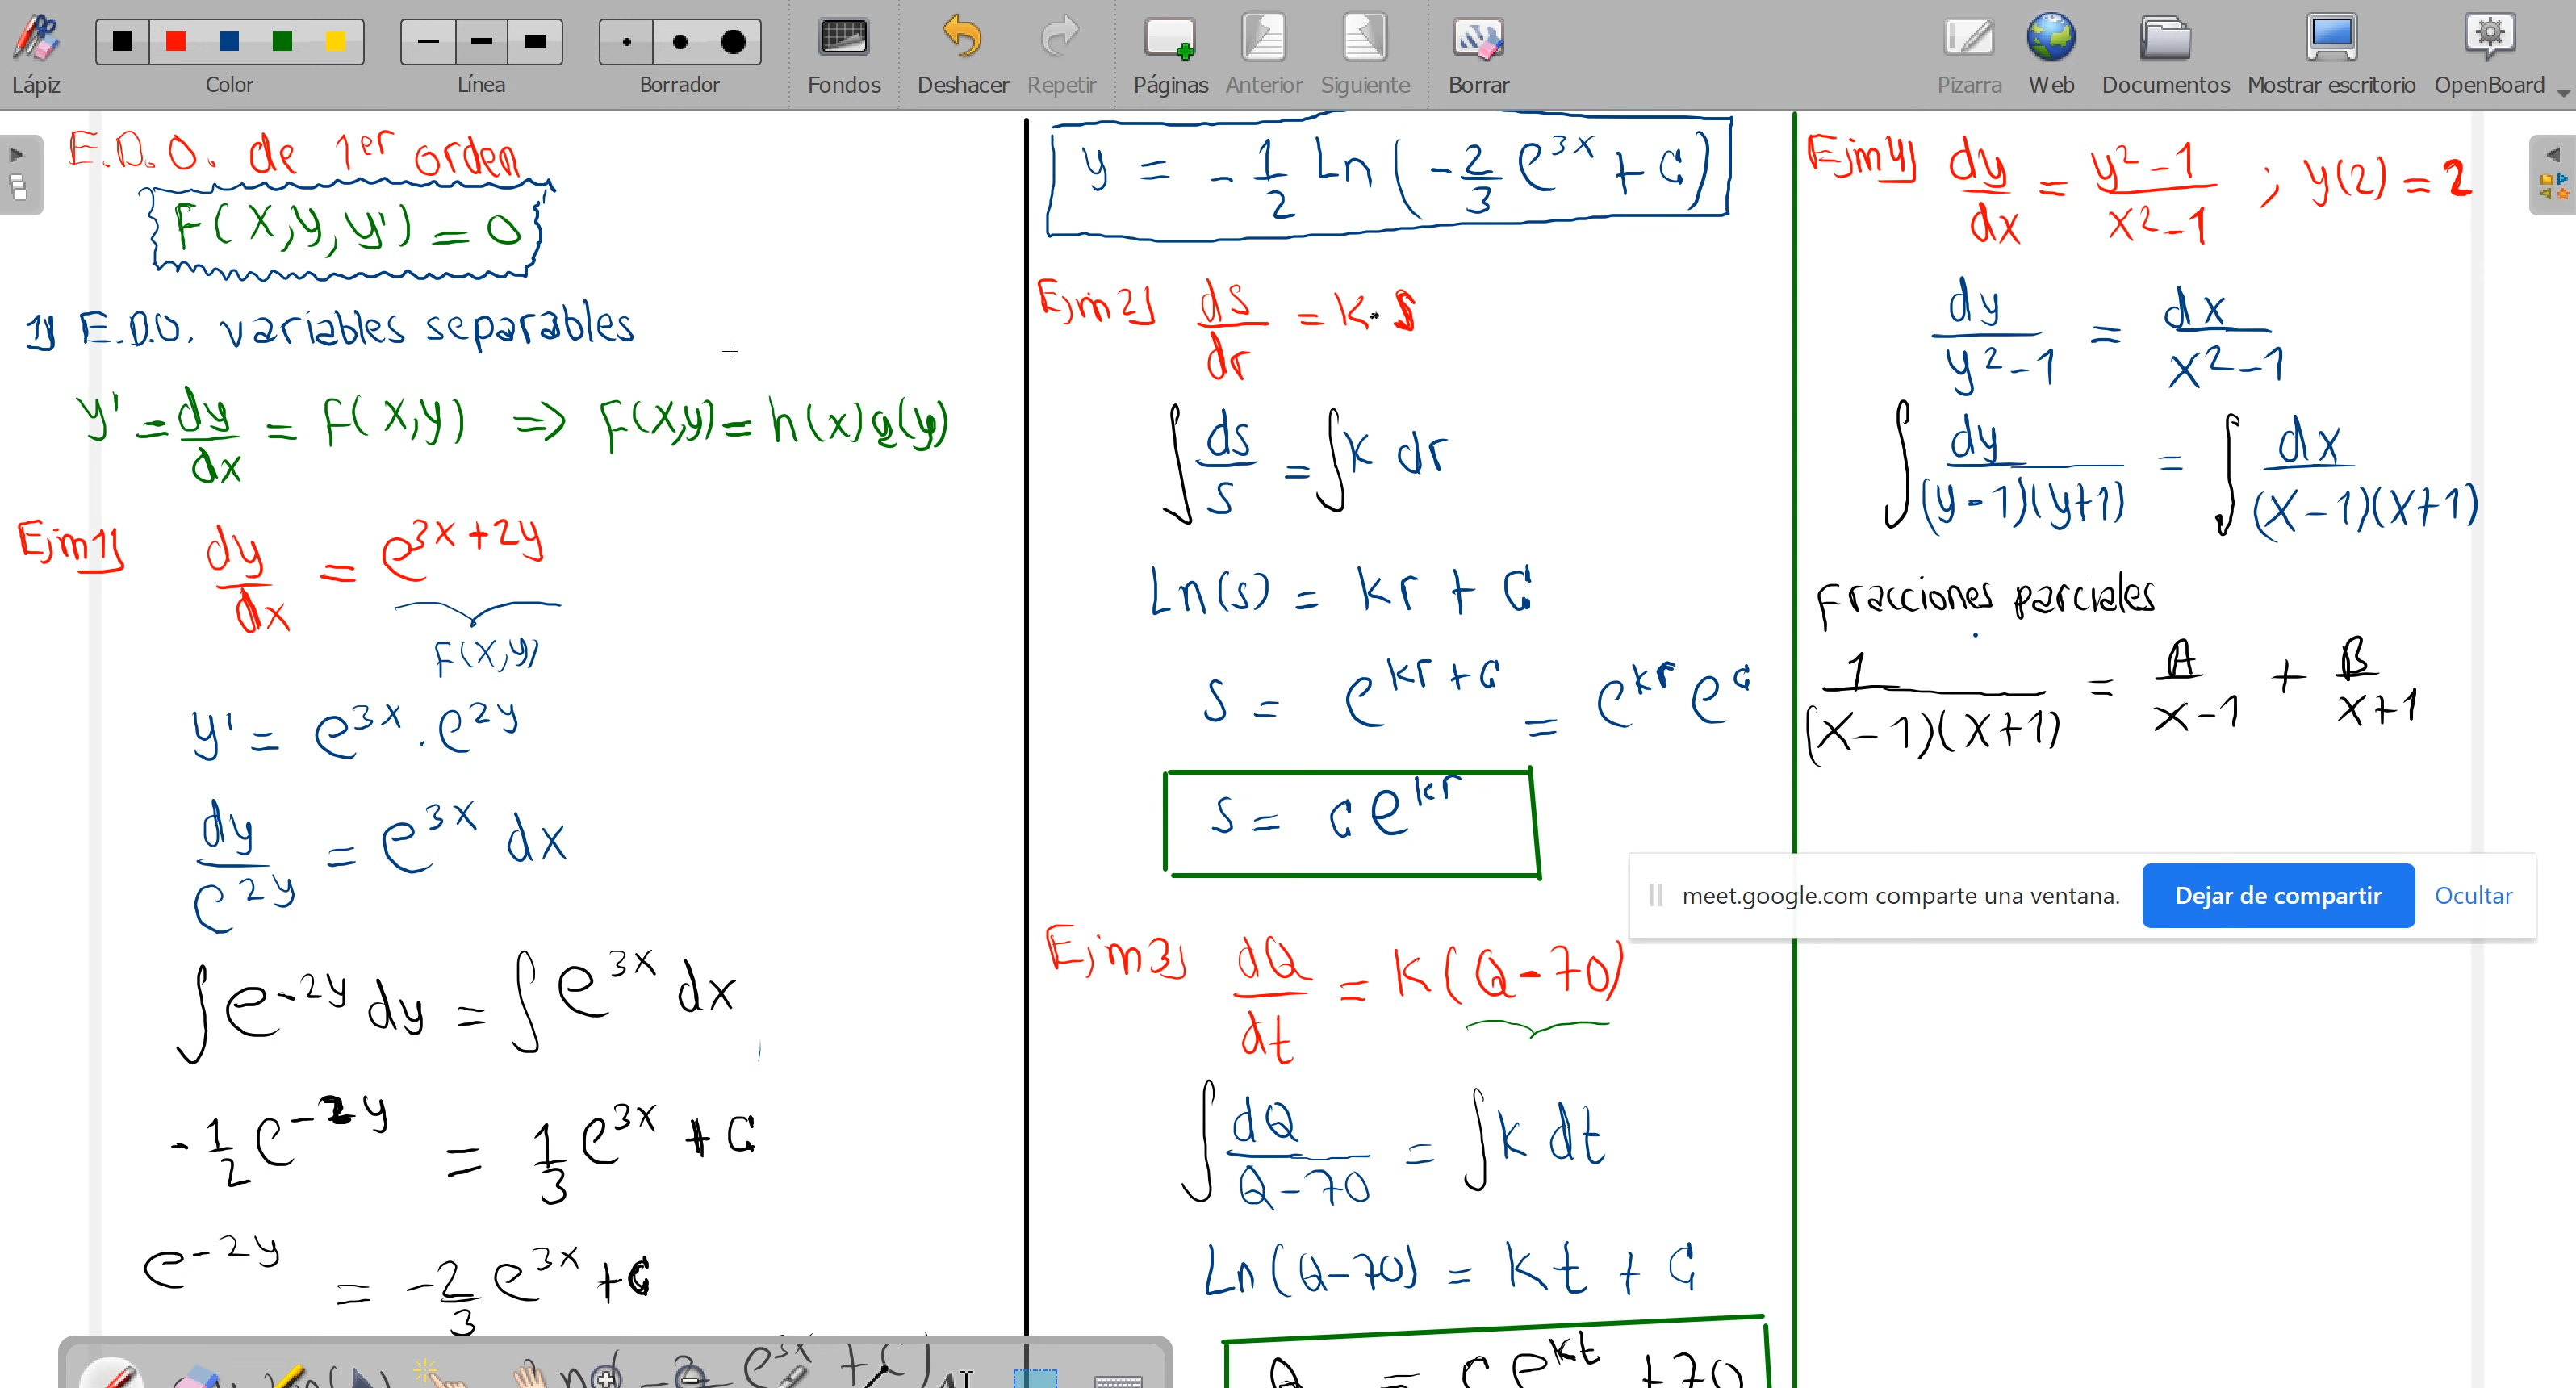 Lápiz
Color
Línea
Borrador
Fondos
Deshacer
Repetir
Páginas
Anterior
Siguiente
Borrar
Pizarra
Web
Documentos
Mostrar escritorio
OpenBoard
E.D.O. de 1er orden
F(x,y,y') = 0
1) E.D.O. variables separables
y' = dy/dx = F(x,y) => F(x,y) = h(x)g(y)
Ejm1) dy/dx = e^{3x+2y}
F(x,y)
y' = e^{3x} . e^{2y}
dy/e^{2y} = e^{3x} dx
∫ e^{-2y} dy = ∫ e^{3x} dx
-1/2 e^{-2y} = 1/3 e^{3x} + C
e^{-2y} = -2/3 e^{3x} + C
y = -1/2 Ln(-2/3 e^{3x} + C)
Ejm2) ds/dr = k·s
∫ ds/s = ∫ k dr
Ln(s) = kr + C
s = e^{kr+C} = e^{kr} e^C
s = C e^{kr}
Ejm3) dQ/dt = k(Q-70)
∫ dQ/(Q-70) = ∫ k dt
Ln(Q-70) = kt + C
Q = C e^{kt} + 70
Ejm4) dy/dx = (y²-1)/(x²-1) ; y(2) = 2
dy/(y²-1) = dx/(x²-1)
∫ dy/((y-1)(y+1)) = ∫ dx/((x-1)(x+1))
Fracciones parciales
1/((x-1)(x+1)) = A/(x-1) + B/(x+1)
meet.google.com comparte una ventana.
Dejar de compartir
Ocultar